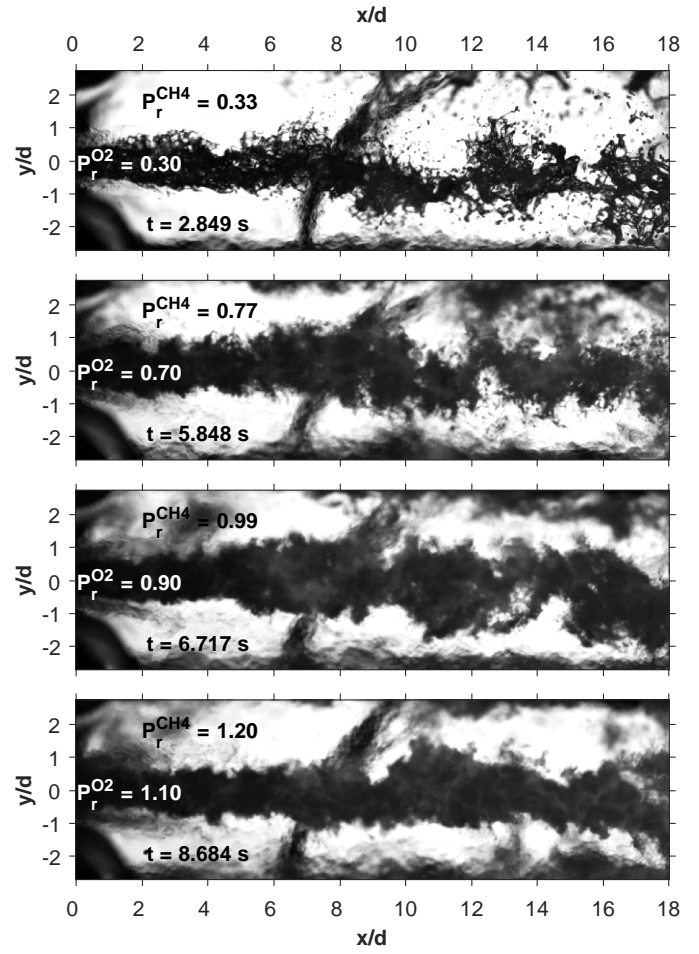 x/d
0 2 4 6 8 10 12 14 16 18
2
P_r^CH4 = 0.33
1
y/d
0
P_r^O2 = 0.30
-1
-2
t = 2.849 s
2
P_r^CH4 = 0.77
1
y/d
0
P_r^O2 = 0.70
-1
-2
t = 5.848 s
2
P_r^CH4 = 0.99
1
y/d
0
P_r^O2 = 0.90
-1
-2
t = 6.717 s
2
P_r^CH4 = 1.20
1
y/d
0
P_r^O2 = 1.10
-1
-2
t = 8.684 s
0 2 4 6 8 10 12 14 16 18
x/d